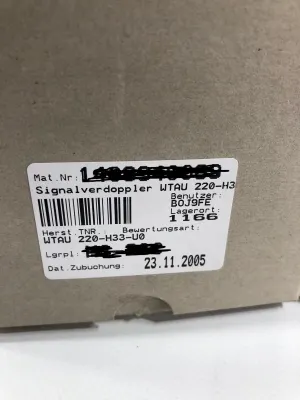 Mat.Nr:
Signalverdoppler WTAU 220-H3
Benutzer:
BOJ9FE
Lagerort:
1166
Herst.TNR.: Bewertungsart:
WTAU 220-H33-U0
Lgrpl:
Dat.Zubuchung: 23.11.2005